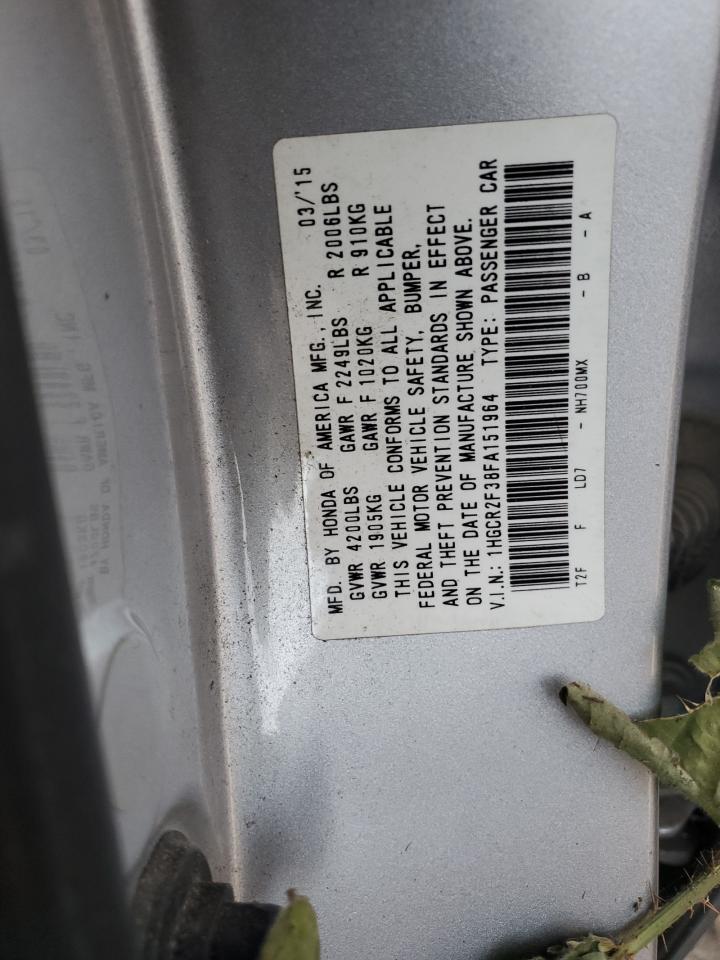 MFD. BY HONDA OF AMERICA MFG., INC. 03/'15
GVWR 4200LBS GAWR F 2249LBS R 2006LBS
GVWR 1905KG GAWR F 1020KG R 910KG
THIS VEHICLE CONFORMS TO ALL APPLICABLE
FEDERAL MOTOR VEHICLE SAFETY, BUMPER,
AND THEFT PREVENTION STANDARDS IN EFFECT
ON THE DATE OF MANUFACTURE SHOWN ABOVE.
V.I.N.: 1HGCR2F38FA151964 TYPE: PASSENGER CAR
T2F F LD7 - NH700MX - B - A